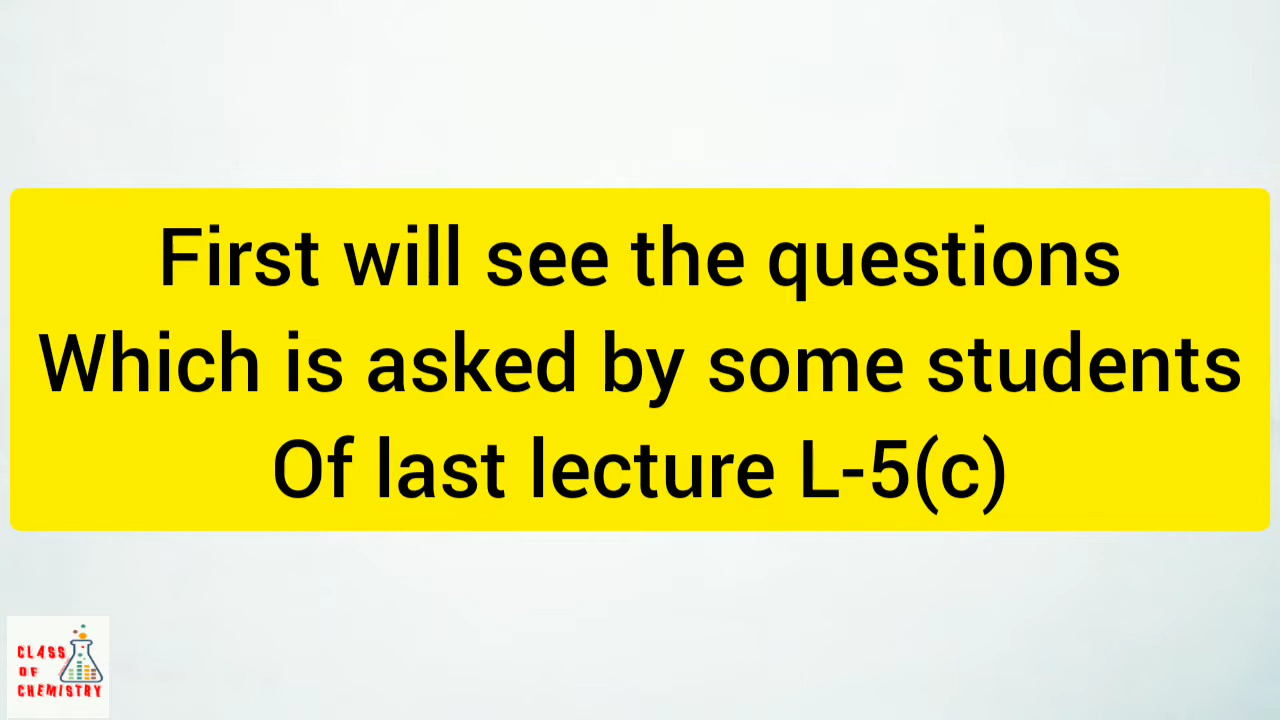 First will see the questions
Which is asked by some students
Of last lecture L-5(c)
CLASS
OF
CHEMISTRY